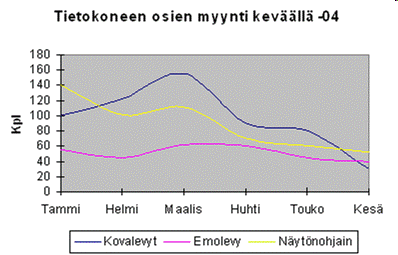 Tietokoneen osien myynti keväällä -04
Kpl
180
160
140
120
100
80
60
40
20
0
Tammi Helmi Maalis Huhti Touko Kesä
Kovalevyt Emolevy Näytönohjain